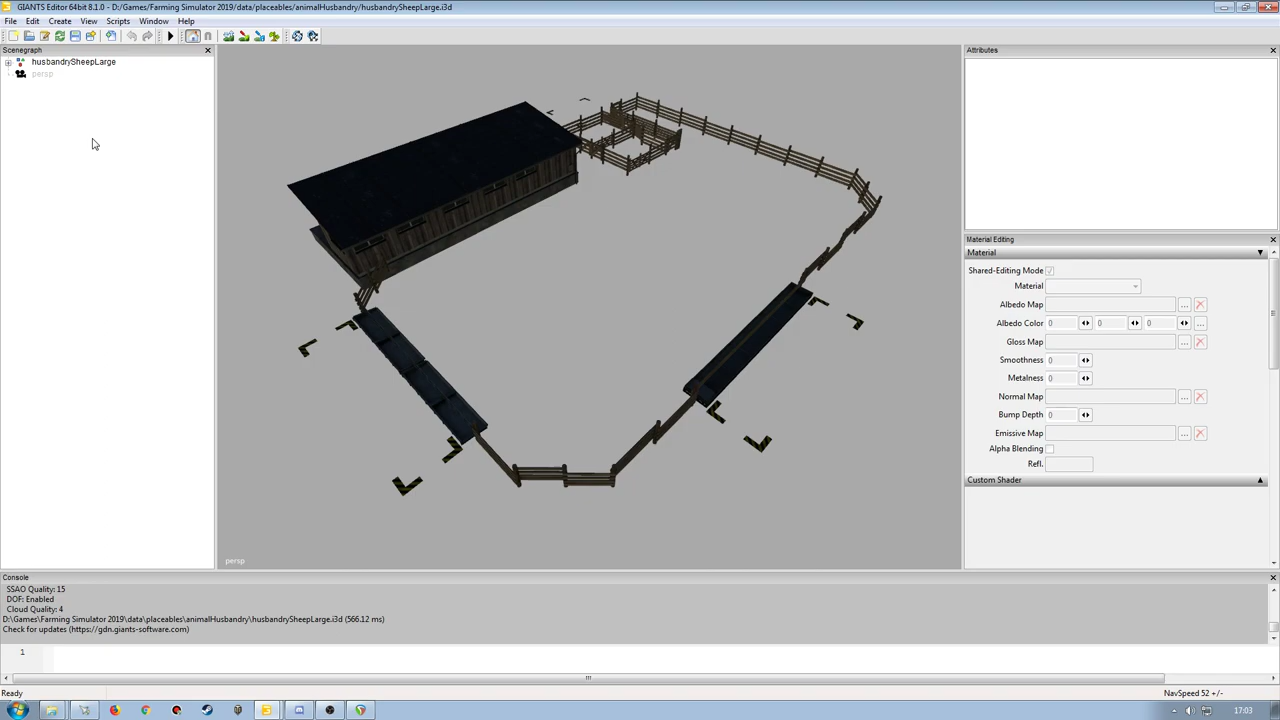 GIANTS Editor 64bit 8.1.0 - D:/Games/Farming Simulator 2019/data/placeables/animalHusbandry/husbandrySheepLarge.i3d
File Edit Create View Scripts Window Help
Scenegraph
husbandrySheepLarge
persp
persp
Attributes
Material Editing
Material
Shared-Editing Mode
Material
Albedo Map ...
Albedo Color 0 0 0 ...
Gloss Map ...
Smoothness 0
Metalness 0
Normal Map ...
Bump Depth 0
Emissive Map ...
Alpha Blending
Refl.
Custom Shader
Console
SSAO Quality: 15
DOF: Enabled
Cloud Quality: 4
D:\Games\Farming Simulator 2019\data\placeables\animalHusbandry\husbandrySheepLarge.i3d (566.12 ms)
Check for updates (https://gdn.giants-software.com)
1
Ready
NavSpeed 52 +/-
17:03